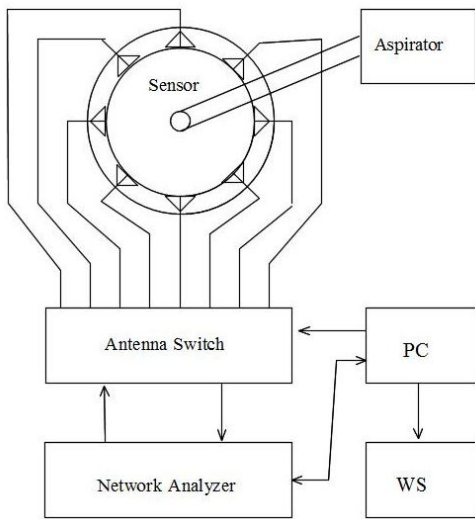 Aspirator
Sensor
Antenna Switch
PC
Network Analyzer
WS